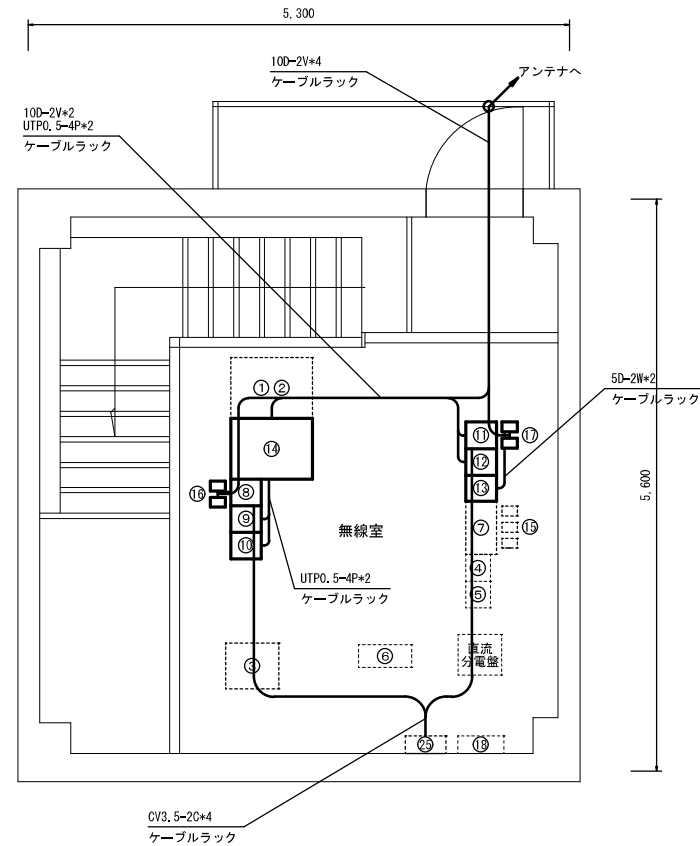 5,300
10D-2V*4
ケーブルラック
アンテナへ
10D-2V*2
UTP0.5-4P*2
ケーブルラック
5D-2W*2
ケーブルラック
① ②
⑪
⑰
⑭
⑫
⑯
⑧
⑬
⑨
無線室
⑦
⑮
⑩
5,600
UTP0.5-4P*2
ケーブルラック
④
⑤
③
⑥
直流
分電盤
㉕
⑱
CV3.5-2C*4
ケーブルラック